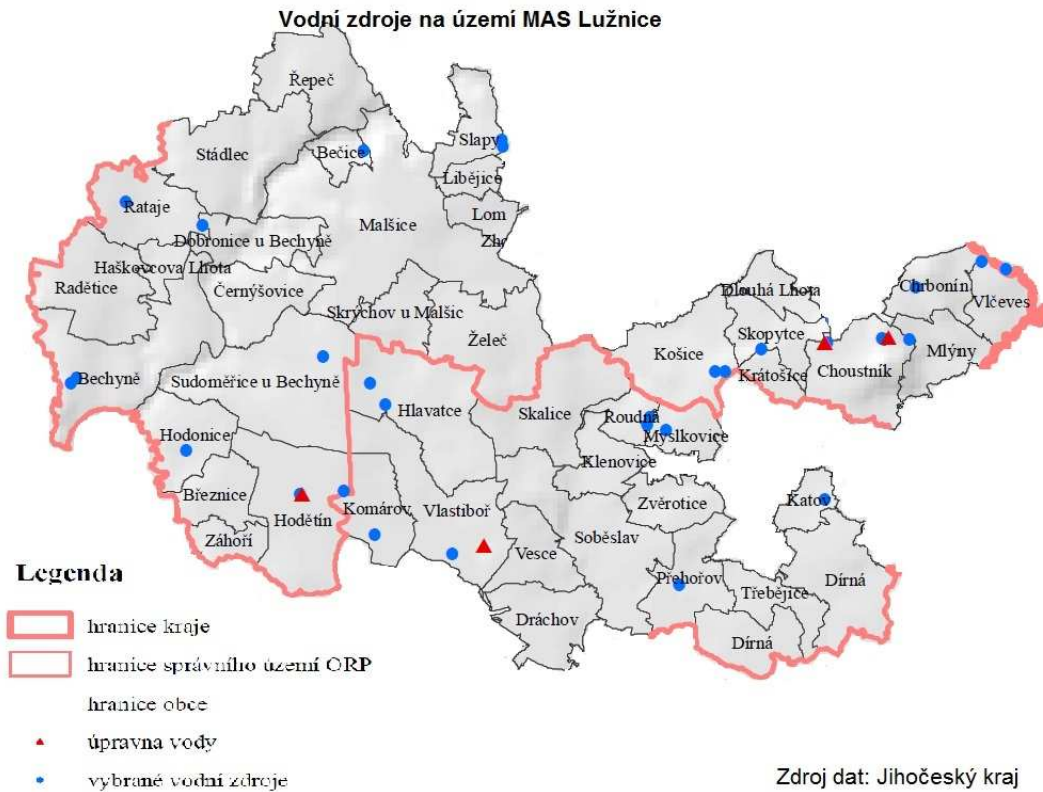 Vodní zdroje na území MAS Lužnice
Řepeč
Slapy
Stádlec
Bečice
Libějice
Rataje
Lom
Malšice
Zho
Dobronice u Bechyně
Haškovcova Lhota
Radětice
Černýšovice
Chrbonín
Dlouhá Lhota
Vlčeves
Skrýchov u Malšic
Želeč
Skopytce
Košice
Mlýny
Krátošice
Choustník
Bechyně
Sudoměřice u Bechyně
Hlavatce
Skalice
Roudná
Myslkovice
Hodonice
Klenovice
Březnice
Zvěrotice
Katov
Hodětín
Komárov
Vlastiboř
Soběslav
Záhoří
Vesce
Přehořov
Dírná
Třebějice
Dráchov
Dírná
Legenda
hranice kraje
hranice správního území ORP
hranice obce
úpravna vody
vybrané vodní zdroje
Zdroj dat: Jihočeský kraj